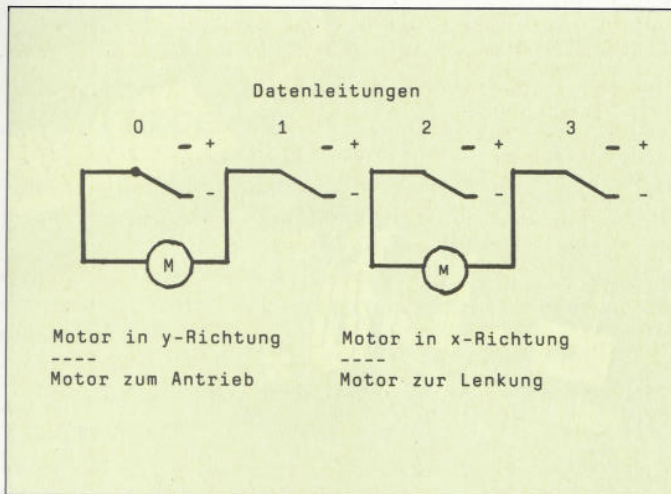 Datenleitungen
0 1 2 3
+ + + +
- - - -
M M
Motor in y-Richtung
----
Motor zum Antrieb
Motor in x-Richtung
----
Motor zur Lenkung